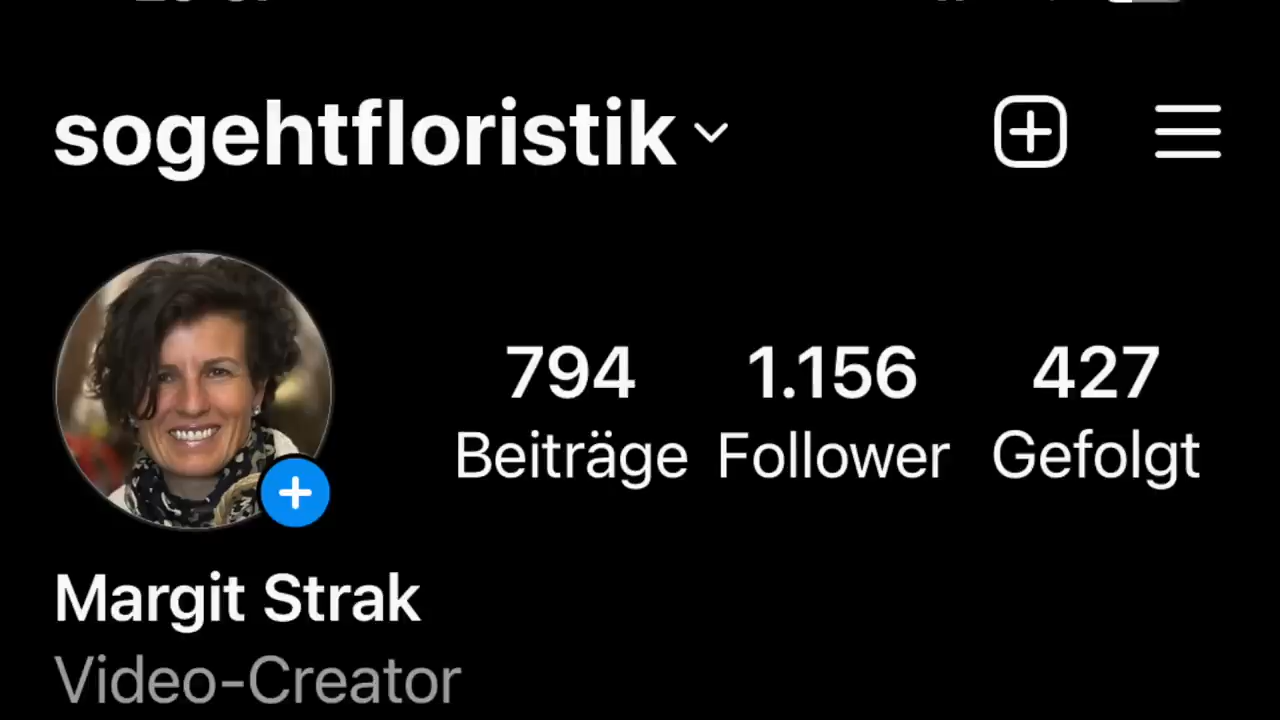 sogehtfloristik
794 1.156 427
Beiträge Follower Gefolgt
Margit Strak
Video-Creator